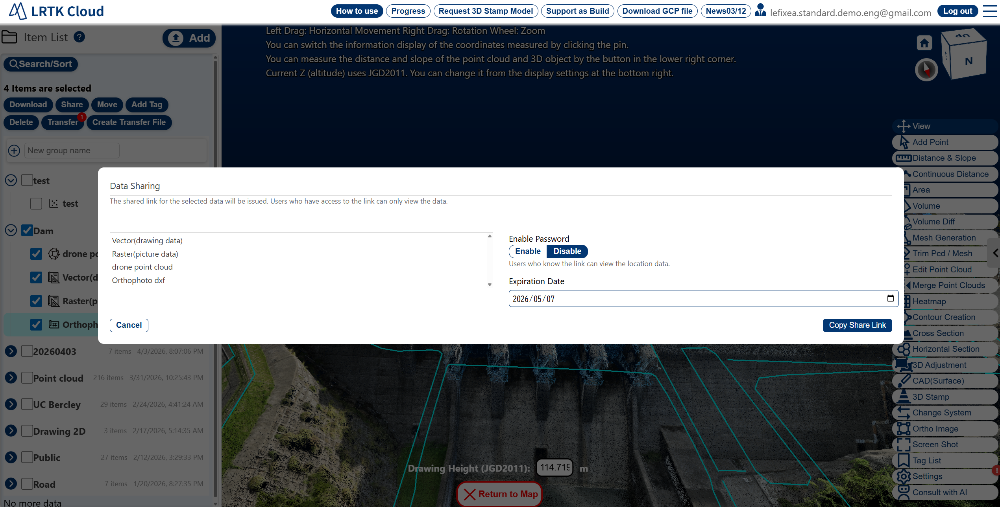 LRTK Cloud
How to use
Progress
Request 3D Stamp Model
Support as Build
Download GCP file
News03/12
lefixea.standard.demo.eng@gmail.com
Log out
Item List
?
Add
Search/Sort
4 Items are selected
Download
Share
Move
Add Tag
Delete
Transfer
1
Create Transfer File
New group name
test
test
Dam
drone po
Vector(d
Raster(p
Orthoph
20260403 7 items 4/3/2026, 8:07:06 PM
Point cloud 216 items 3/31/2026, 10:25:43 PM
UC Bercley 29 items 2/24/2026, 4:41:24 AM
Drawing 2D 3 items 2/17/2026, 5:14:35 AM
Public 27 items 2/12/2026, 3:29:33 PM
Road 7 items 1/20/2026, 8:27:35 PM
No more data
Left Drag: Horizontal Movement Right Drag: Rotation Wheel: Zoom
You can switch the information display of the coordinates measured by clicking the pin.
You can measure the distance and slope of the point cloud and 3D object by the button in the lower right corner.
Current Z (altitude) uses JGD2011. You can change it from the display settings at the bottom right.
UP
N
Data Sharing
The shared link for the selected data will be issued. Users who have access to the link can only view the data.
Vector(drawing data)
Raster(picture data)
drone point cloud
Orthophoto dxf
Enable Password
Enable
Disable
Users who know the link can view the location data.
Expiration Date
2026/05/07
Cancel
Copy Share Link
View
Add Point
Distance & Slope
Continuous Distance
Area
Volume
Volume Diff
Mesh Generation
Trim Pcd / Mesh
Edit Point Cloud
Merge Point Clouds
Heatmap
Contour Creation
Cross Section
Horizontal Section
3D Adjustment
CAD(Surface)
3D Stamp
Change System
Ortho Image
Screen Shot
Tag List
Settings
!
Consult with AI
Drawing Height (JGD2011): 114.719 m
Return to Map